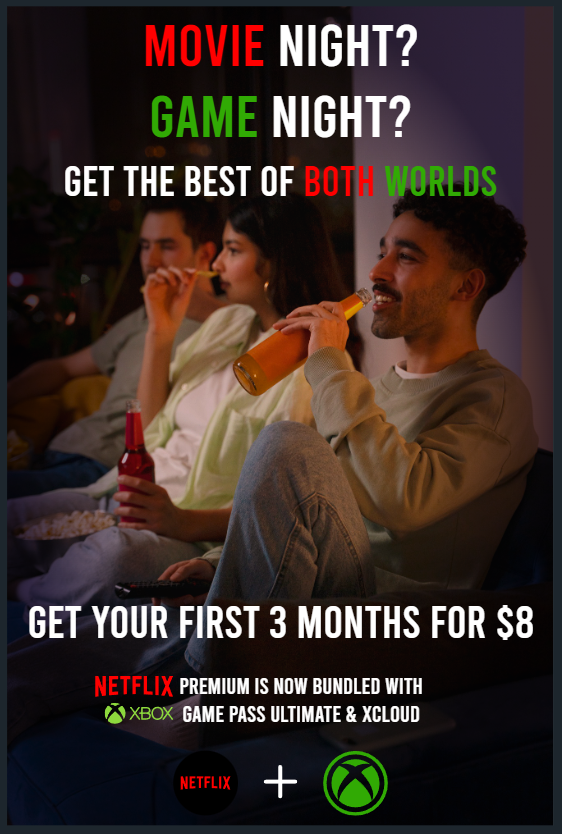 MOVIE NIGHT?
GAME NIGHT?
GET THE BEST OF BOTH WORLDS
GET YOUR FIRST 3 MONTHS FOR $8
NETFLIX PREMIUM IS NOW BUNDLED WITH
XBOX GAME PASS ULTIMATE & XCLOUD
NETFLIX +